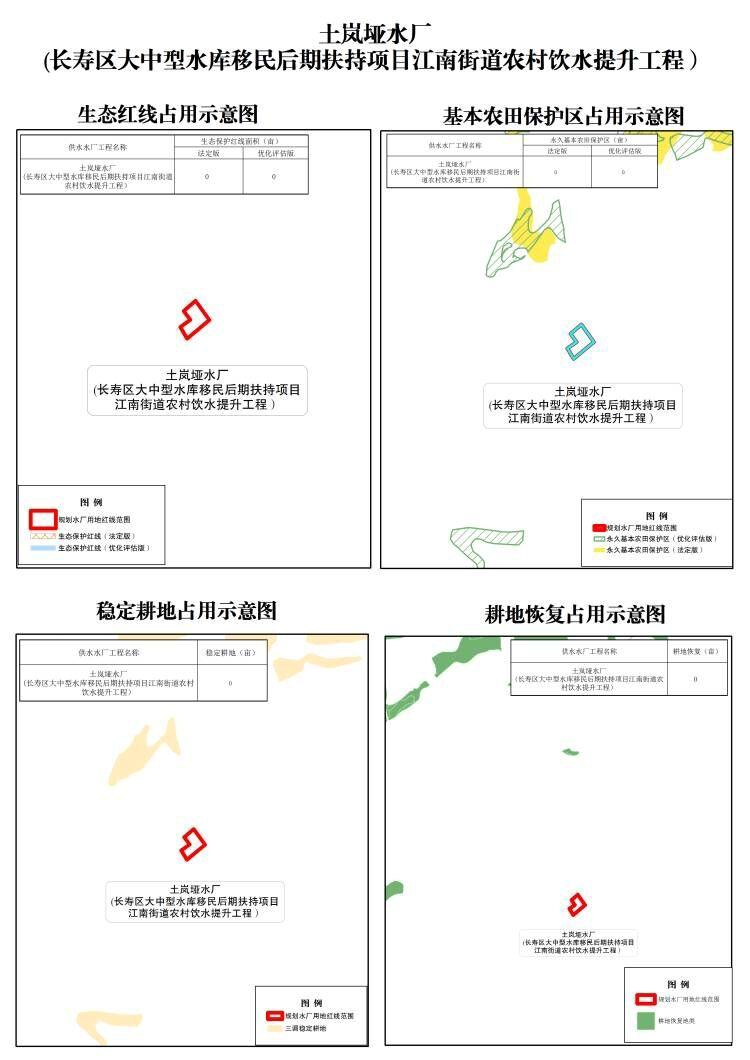 土岚垭水厂
(长寿区大中型水库移民后期扶持项目江南街道农村饮水提升工程 )
生态红线占用示意图
供水水厂工程名称
生态保护红线面积（亩）
法定版
优化评估版
土岚垭水厂
(长寿区大中型水库移民后期扶持项目江南街道
农村饮水提升工程）
0
0
土岚垭水厂
(长寿区大中型水库移民后期扶持项目
江南街道农村饮水提升工程 ）
图 例
规划水厂用地红线范围
生态保护红线（法定版）
生态保护红线（优化评估版）
基本农田保护区占用示意图
供水水厂工程名称
永久基本农田保护区（亩）
法定版
优化评估版
土岚垭水厂
(长寿区大中型水库移民后期扶持项目江南街
道农村饮水提升工程）
0
0
土岚垭水厂
(长寿区大中型水库移民后期扶持项目
江南街道农村饮水提升工程 ）
图 例
规划水厂用地红线范围
永久基本农田保护区（优化评估版）
永久基本农田保护区（法定版）
稳定耕地占用示意图
供水水厂工程名称
稳定耕地（亩）
土岚垭水厂
(长寿区大中型水库移民后期扶持项目江南街道农村
饮水提升工程）
0
土岚垭水厂
(长寿区大中型水库移民后期扶持项目
江南街道农村饮水提升工程 ）
图 例
规划水厂用地红线范围
三调稳定耕地
耕地恢复占用示意图
供水水厂工程名称
耕地恢复（亩）
土岚垭水厂
(长寿区大中型水库移民后期扶持项目江南街道农
村饮水提升工程）
0
土岚垭水厂
(长寿区大中型水库移民后期扶持项目
江南街道农村饮水提升工程 ）
图 例
规划水厂用地红线范围
耕地恢复地类